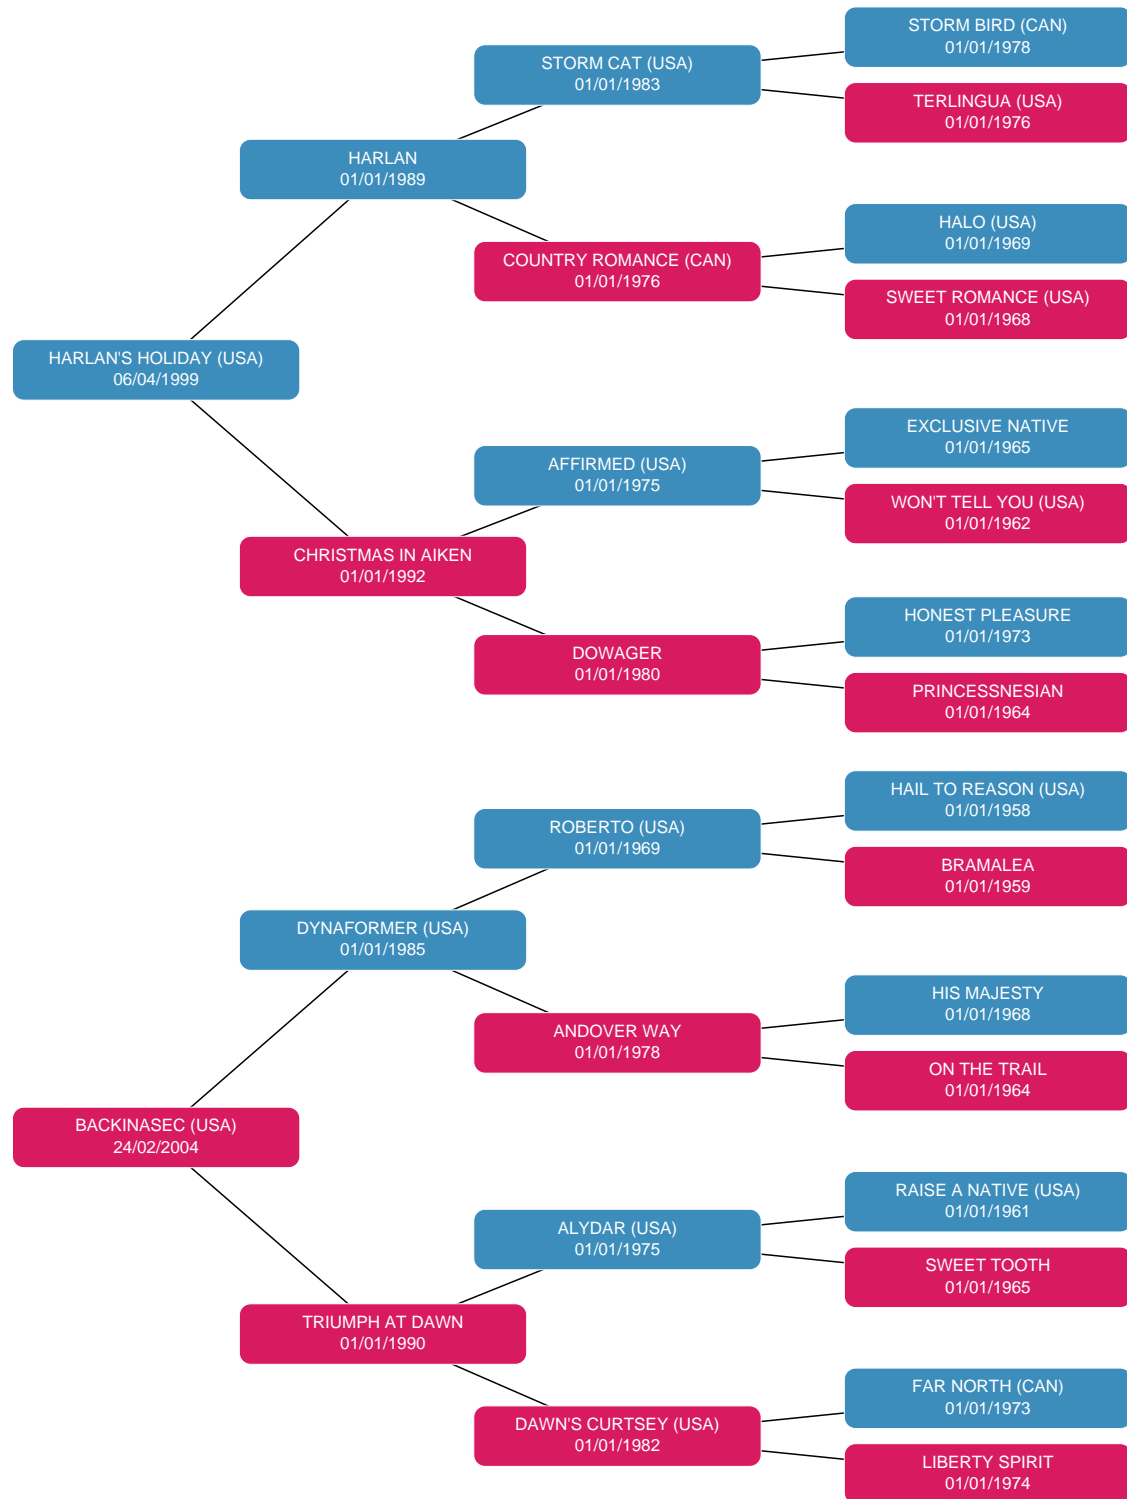 STORM BIRD (CAN)
01/01/1978
STORM CAT (USA)
01/01/1983
TERLINGUA (USA)
01/01/1976
HARLAN
01/01/1989
HALO (USA)
01/01/1969
COUNTRY ROMANCE (CAN)
01/01/1976
SWEET ROMANCE (USA)
01/01/1968
HARLAN'S HOLIDAY (USA)
06/04/1999
EXCLUSIVE NATIVE
01/01/1965
AFFIRMED (USA)
01/01/1975
WON'T TELL YOU (USA)
01/01/1962
CHRISTMAS IN AIKEN
01/01/1992
HONEST PLEASURE
01/01/1973
DOWAGER
01/01/1980
PRINCESSNESIAN
01/01/1964
HAIL TO REASON (USA)
01/01/1958
ROBERTO (USA)
01/01/1969
BRAMALEA
01/01/1959
DYNAFORMER (USA)
01/01/1985
HIS MAJESTY
01/01/1968
ANDOVER WAY
01/01/1978
ON THE TRAIL
01/01/1964
BACKINASEC (USA)
24/02/2004
RAISE A NATIVE (USA)
01/01/1961
ALYDAR (USA)
01/01/1975
SWEET TOOTH
01/01/1965
TRIUMPH AT DAWN
01/01/1990
FAR NORTH (CAN)
01/01/1973
DAWN'S CURTSEY (USA)
01/01/1982
LIBERTY SPIRIT
01/01/1974